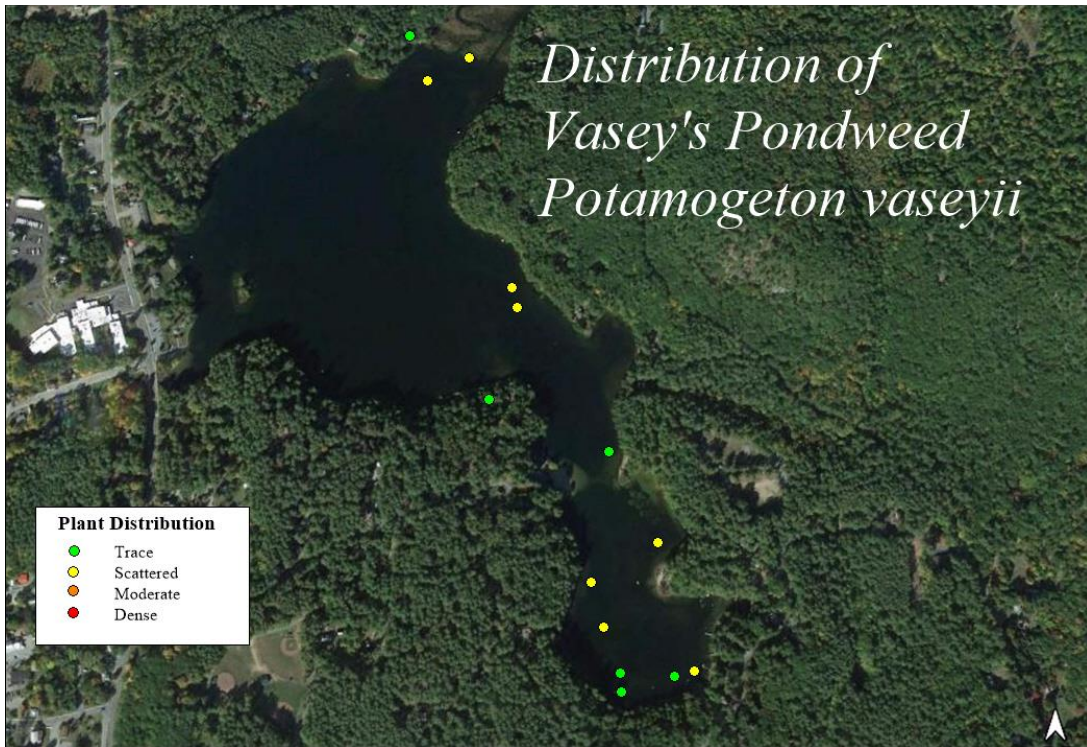 Distribution of
Vasey's Pondweed
Potamogeton vaseyii
Plant Distribution
Trace
Scattered
Moderate
Dense